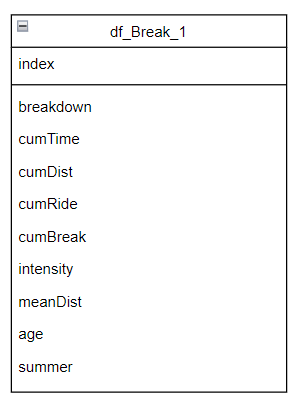 df_Break_1
index
breakdown
cumTime
cumDist
cumRide
cumBreak
intensity
meanDist
age
summer